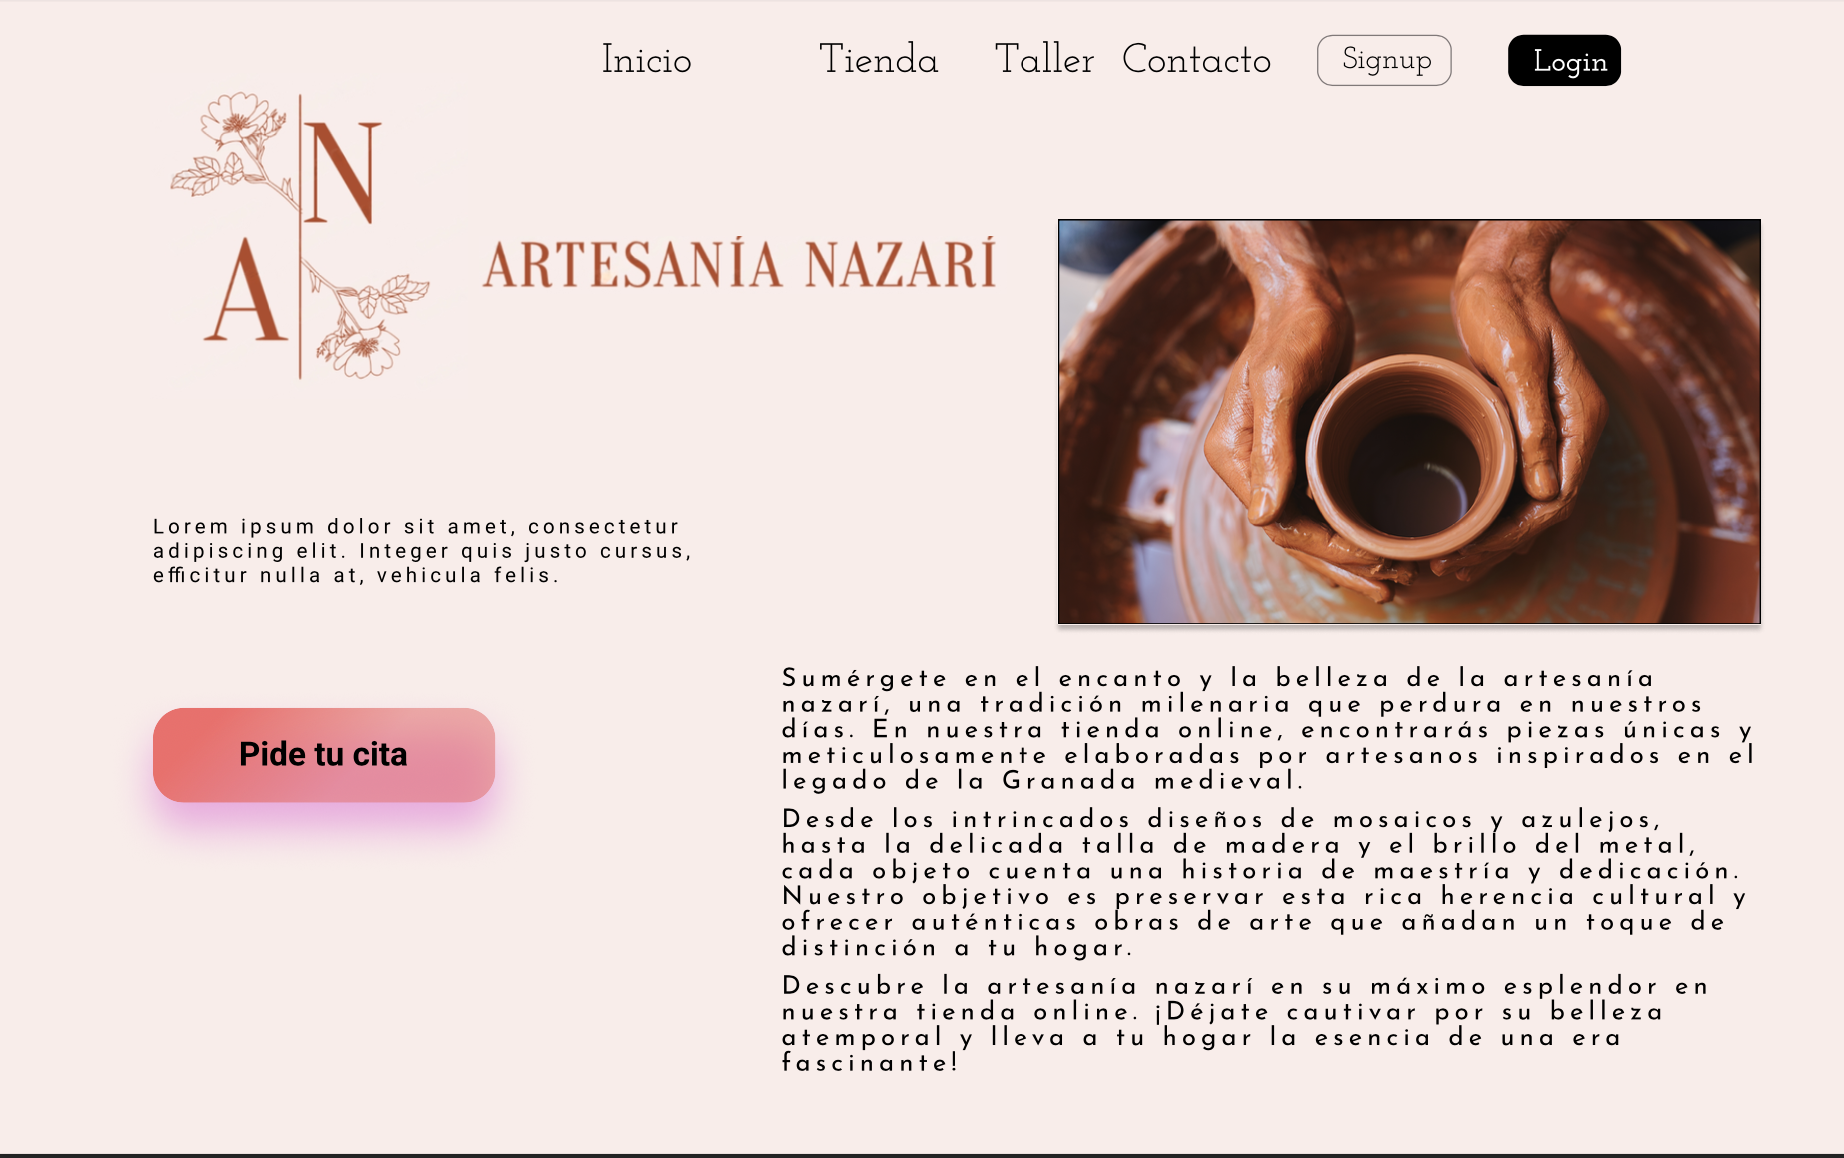 Inicio Tienda Taller Contacto Signup Login
N
A
ARTESANÍA NAZARÍ
Lorem ipsum dolor sit amet, consectetur
adipiscing elit. Integer quis justo cursus,
efficitur nulla at, vehicula felis.
Pide tu cita
Sumérgete en el encanto y la belleza de la artesanía
nazarí, una tradición milenaria que perdura en nuestros
días. En nuestra tienda online, encontrarás piezas únicas y
meticulosamente elaboradas por artesanos inspirados en el
legado de la Granada medieval.
Desde los intrincados diseños de mosaicos y azulejos,
hasta la delicada talla de madera y el brillo del metal,
cada objeto cuenta una historia de maestría y dedicación.
Nuestro objetivo es preservar esta rica herencia cultural y
ofrecer auténticas obras de arte que añadan un toque de
distinción a tu hogar.
Descubre la artesanía nazarí en su máximo esplendor en
nuestra tienda online. ¡Déjate cautivar por su belleza
atemporal y lleva a tu hogar la esencia de una era
fascinante!